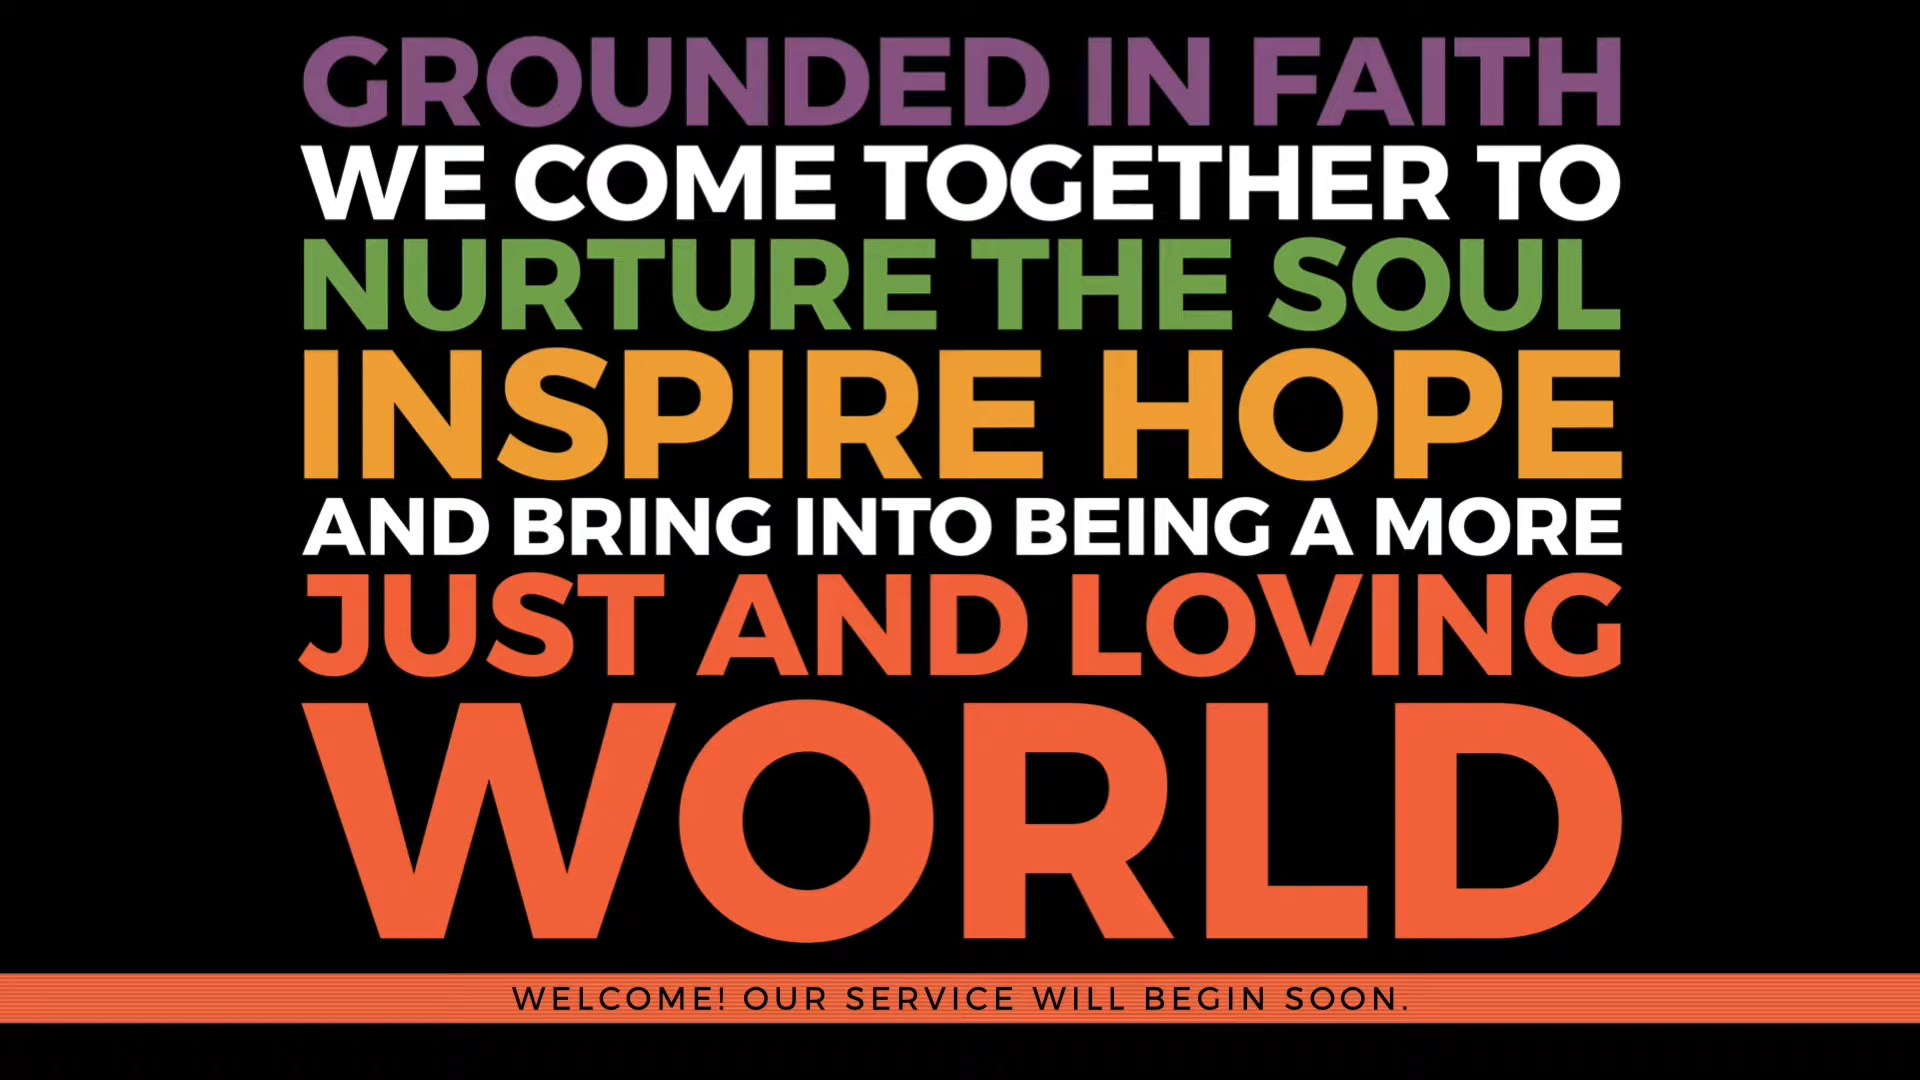 GROUNDED IN FAITH
WE COME TOGETHER TO
NURTURE THE SOUL
INSPIRE HOPE
AND BRING INTO BEING A MORE
JUST AND LOVING
WORLD
WELCOME! OUR SERVICE WILL BEGIN SOON.